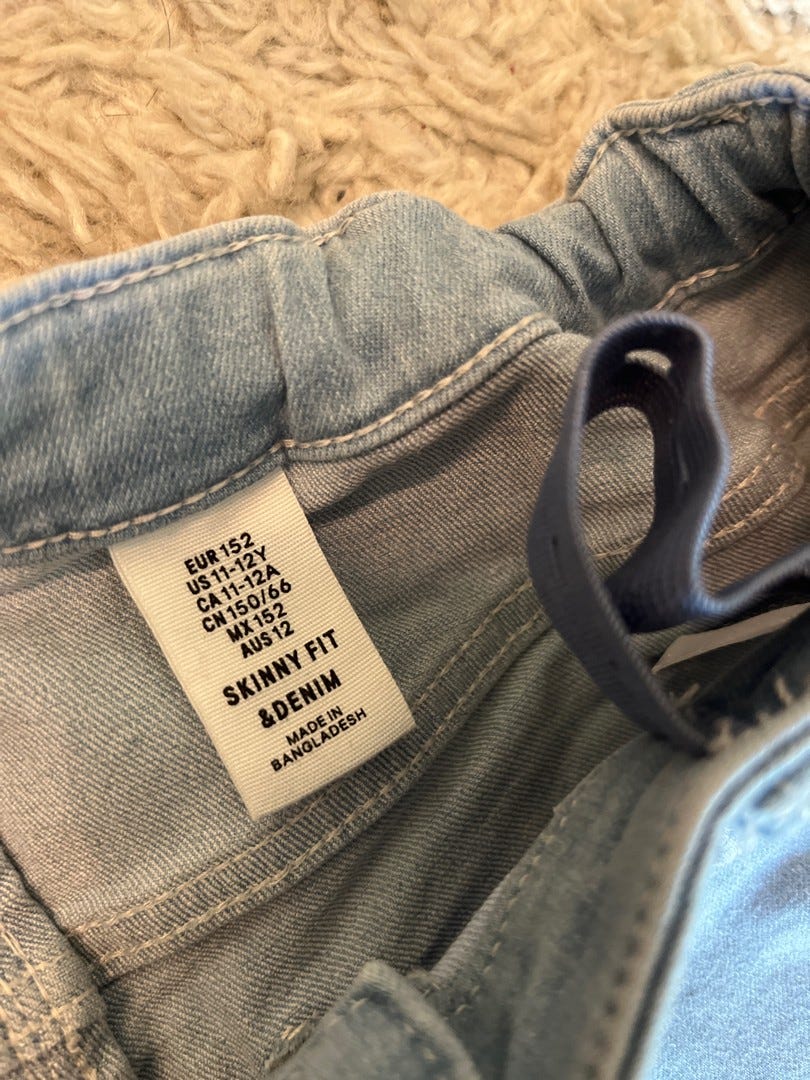 EUR 152
US 11-12Y
CA 11-12A
CN 150/66
MX 152
AUS 12
SKINNY FIT
&DENIM
MADE IN
BANGLADESH